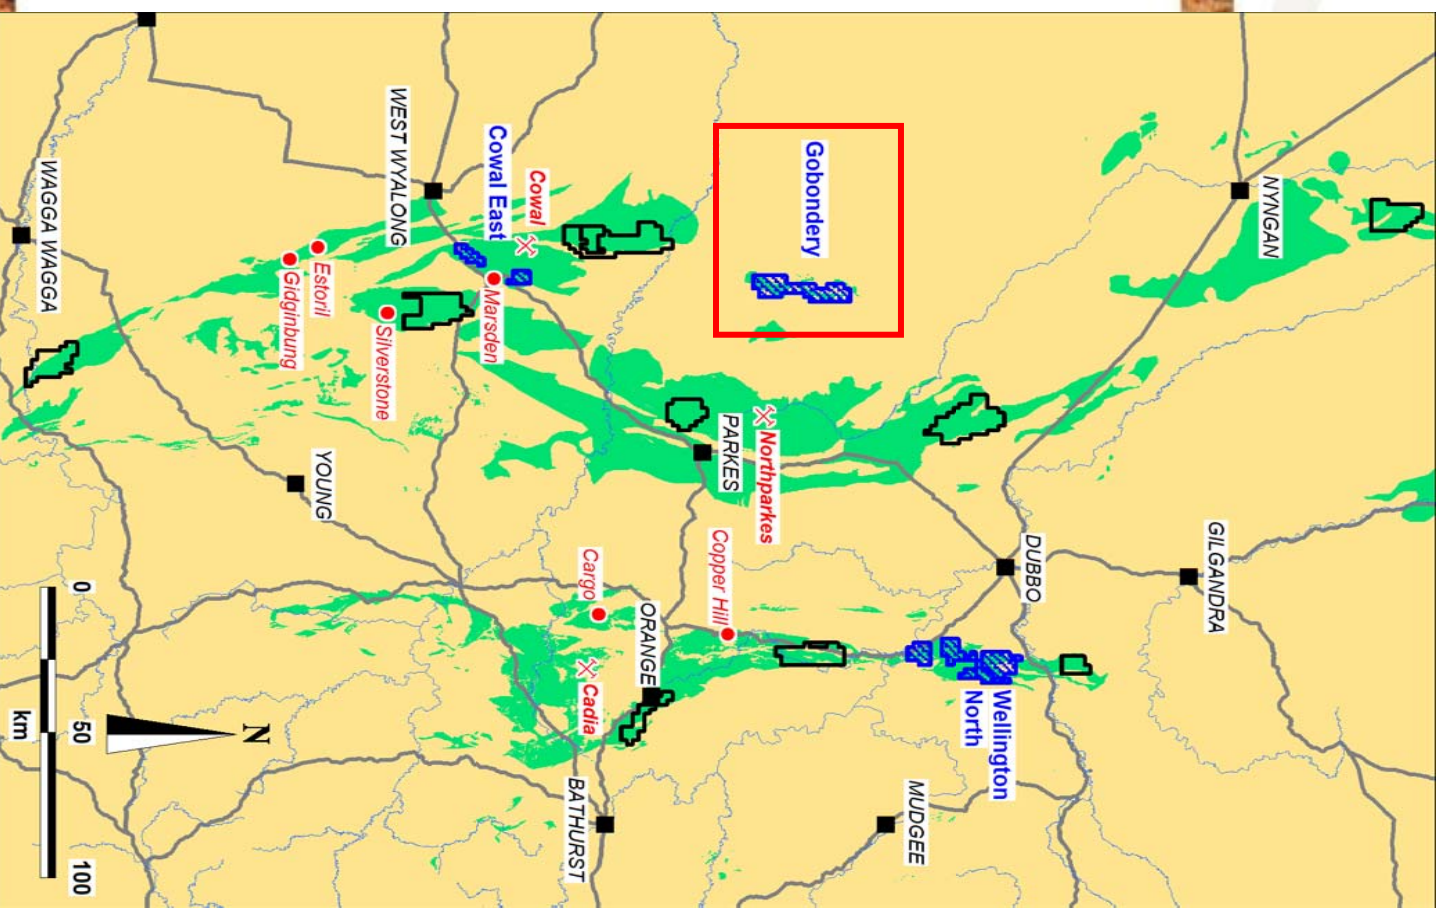 NYNGAN
Gobondery
GILGANDRA
DUBBO
Wellington
North
MUDGEE
Northparkes
PARKES
Copper Hill
Cowal
Cowal East
Marsden
WEST WYALONG
Silverstone
Estoril
Gidginbung
Cargo
ORANGE
Cadia
BATHURST
YOUNG
WAGGA WAGGA
N
0
50
100
km